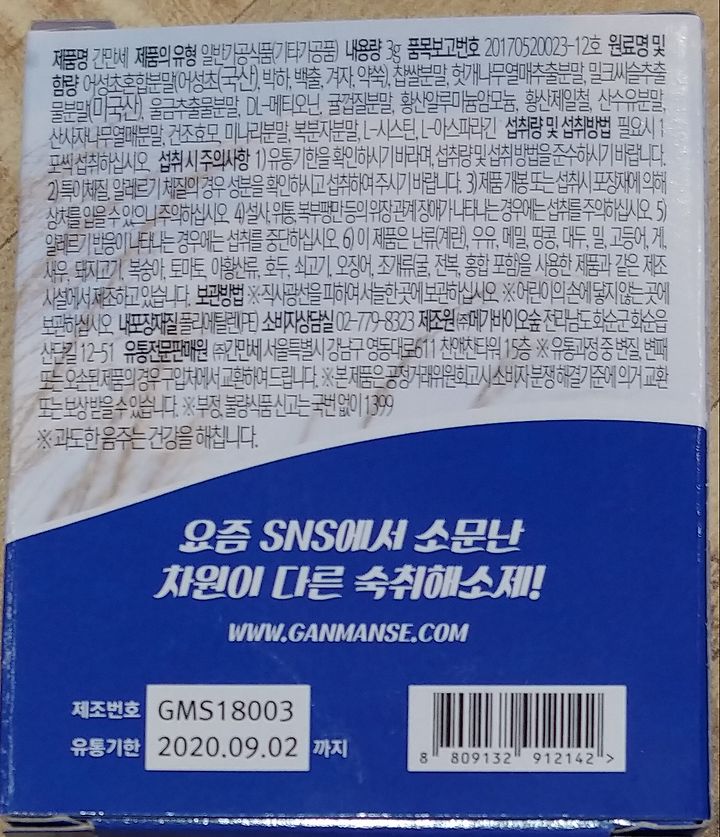 제품명 간만세 제품의 유형 일반가공식품(기타가공품) 내용량 3g 품목보고번호 20170520023-12호 원료명 및
함량 어성초혼합분말(어성초(국산), 박하, 백출, 겨자, 약쑥), 찹쌀분말, 헛개나무열매추출분말, 밀크씨슬추출
물분말(미국산), 울금추출물분말, DL-메티오닌, 귤껍질분말, 황산알루미늄암모늄, 황산제일철, 산수유분말,
산사자나무열매분말, 건조효모, 미나리분말, 복분자분말, L-시스틴, L-아스파라긴 섭취량 및 섭취방법 필요시 1
포씩 섭취하십시오 섭취 시 주의사항 1) 유통기한을 확인하시기 바라며, 섭취량 및 섭취 방법을 준수하시기 바랍니다.
2) 특이체질, 알레르기 체질의 경우 성분을 확인하시고 섭취하여 주시기 바랍니다. 3) 제품 개봉 또는 섭취시 포장재에 의해
상처를 입을 수 있으니 주의하십시오 4) 설사, 위통, 복부팽만 등의 위장 관계 장애가 나타나는 경우에는 섭취를 주의하십시오 5)
알레르기 반응이 나타나는 경우에는 섭취를 중단하십시오 6) 이 제품은 난류(계란), 우유, 메밀, 땅콩, 대두, 밀, 고등어, 게,
새우, 돼지고기, 복숭아, 토마토, 아황산류, 호두, 쇠고기, 오징어, 조개류(굴, 전복, 홍합 포함)을 사용한 제품과 같은 제조
시설에서 제조하고 있습니다. 보관방법 ※직사광선을 피하여 서늘한 곳에 보관하십시오 ※어린이의 손에 닿지 않는 곳에
보관하십시오 내포장재질 폴리에틸렌(PE) 소비자상담실 02-779-8323 제조원 ㈜메가바이오숲 전라남도 화순군 화순읍
산단길 12-51 유통전문판매원 ㈜간만세 서울특별시 강남구 영동대로611 천앤찬타워 15층 ※유통과정 중 변질, 변패
또는 오손된 제품의 경우 구입처에서 교환하여 드립니다. ※본 제품은 공정거래위원회고시 소비자 분쟁 해결 기준에 의거 교환
또는 보상 받을 수 있습니다. ※부정, 불량식품 신고는 국번 없이 1399
※ 과도한 음주는 건강을 해칩니다.
요즘 SNS에서 소문난
차원이 다른 숙취해소제!
WWW.GANMANSE.COM
제조번호 GMS18003
유통기한 2020.09.02 까지
8 809132 912142 >